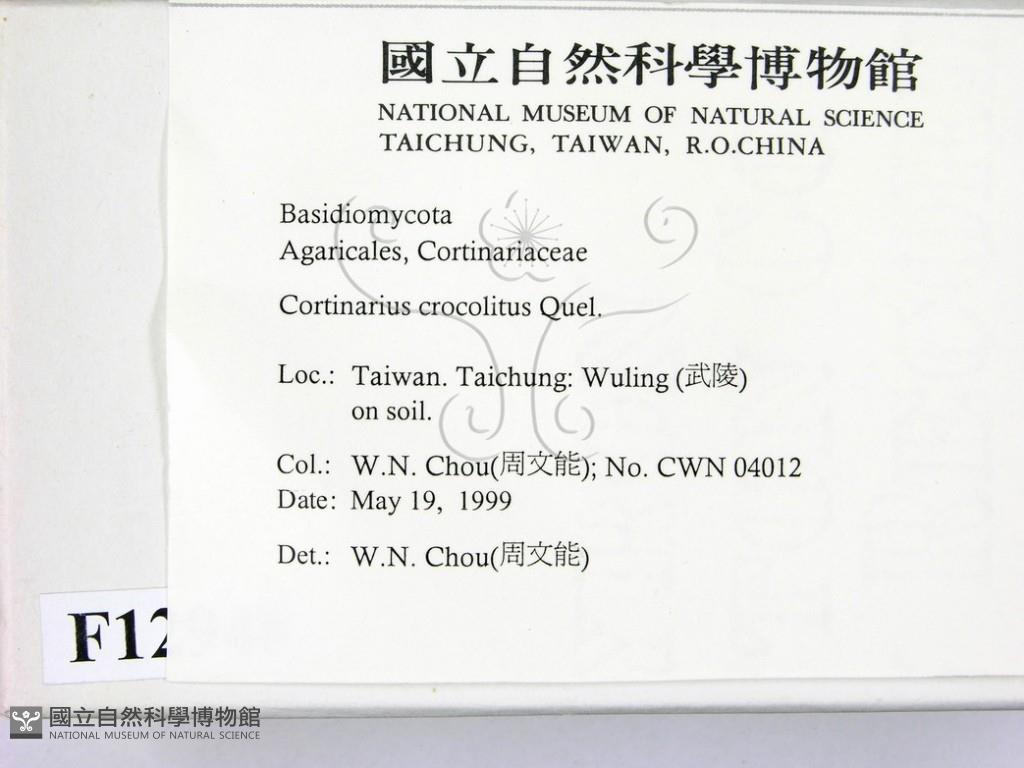 國立自然科學博物館
NATIONAL MUSEUM OF NATURAL SCIENCE
TAICHUNG, TAIWAN, R.O.CHINA
Basidiomycota
Agaricales, Cortinariaceae
Cortinarius crocolitus Quel.
Loc.: Taiwan. Taichung: Wuling (武陵)
on soil.
Col.: W.N. Chou(周文能); No. CWN 04012
Date: May 19, 1999
Det.: W.N. Chou(周文能)
F12
國立自然科學博物館
NATIONAL MUSEUM OF NATURAL SCIENCE